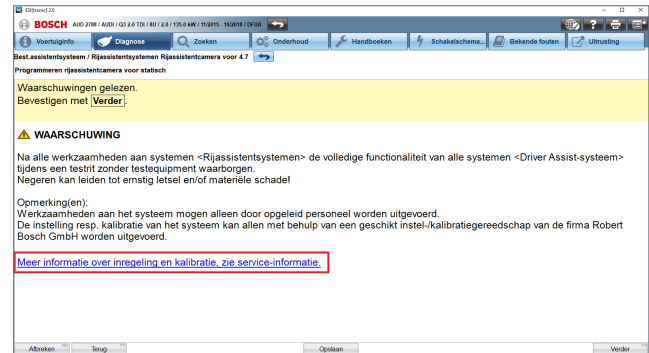 ESI[tronic] 2.0
BOSCH AUD 2788 / AUDI / Q3 2.0 TDI / 8U / 2.0 / 135.0 kW / 11/2015 - 10/2018 / DFUA
Voertuiginfo Diagnose Zoeken Onderhoud Handboeken Schakelschema... Bekende fouten Uitrusting
Best.assistentsysteem / Rijassistentsystemen Rijassistentcamera voor 4.7
Programmeren rijassistentcamera voor statisch
Waarschuwingen gelezen.
Bevestigen met Verder.
WAARSCHUWING
Na alle werkzaamheden aan systemen <Rijassistentsystemen> de volledige functionaliteit van alle systemen <Driver Assist-systeem>
tijdens een testrit zonder testequipment waarborgen.
Negeren kan leiden tot ernstig letsel en/of materiële schade!
Opmerking(en):
Werkzaamheden aan het systeem mogen alleen door opgeleid personeel worden uitgevoerd.
De instelling resp. kalibratie van het systeem kan allen met behulp van een geschikt instel-/kalibratiegereedschap van de firma Robert
Bosch GmbH worden uitgevoerd.
Meer informatie over inregeling en kalibratie, zie service-informatie.
Afbreken Terug Opslaan Verder